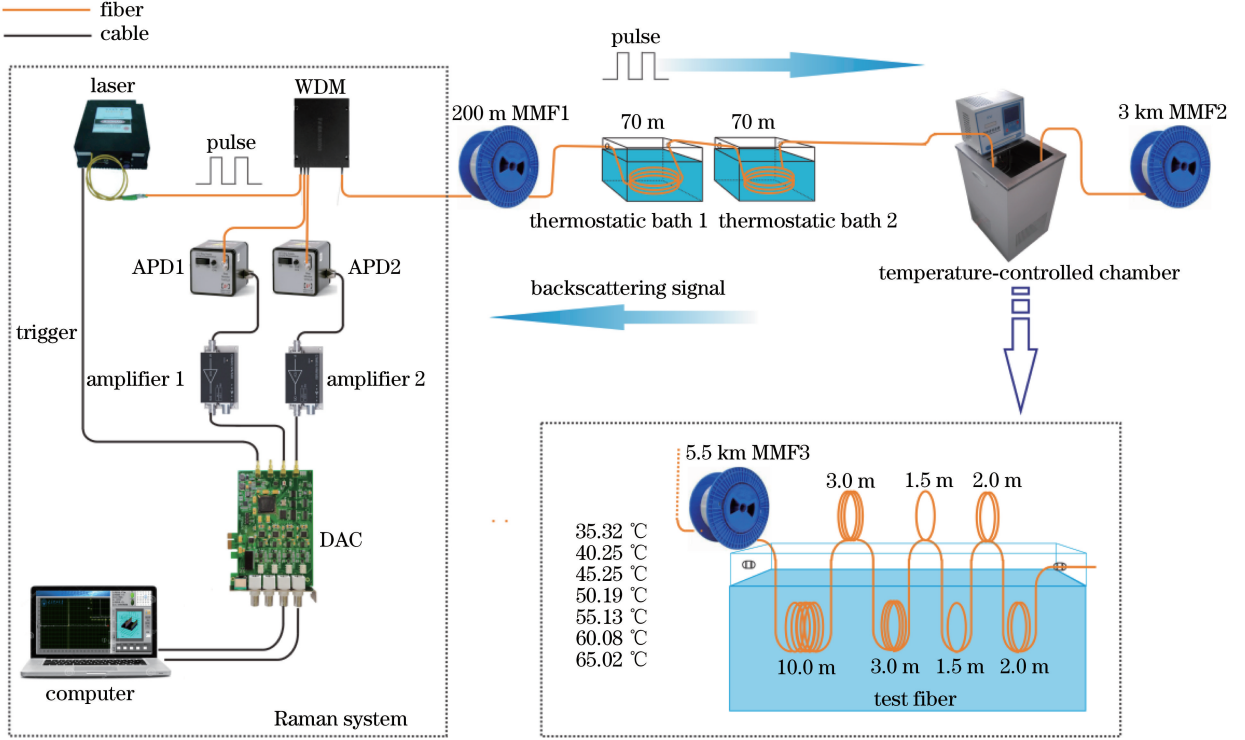 fiber
cable
pulse
laser
WDM
200 m MMF1
70 m
70 m
3 km MMF2
pulse
thermostatic bath 1
thermostatic bath 2
APD1
APD2
temperature-controlled chamber
backscattering signal
trigger
amplifier 1
amplifier 2
5.5 km MMF3
3.0 m
1.5 m
2.0 m
DAC
35.32 ℃
40.25 ℃
45.25 ℃
50.19 ℃
55.13 ℃
60.08 ℃
65.02 ℃
10.0 m
3.0 m
1.5 m
2.0 m
test fiber
computer
Raman system